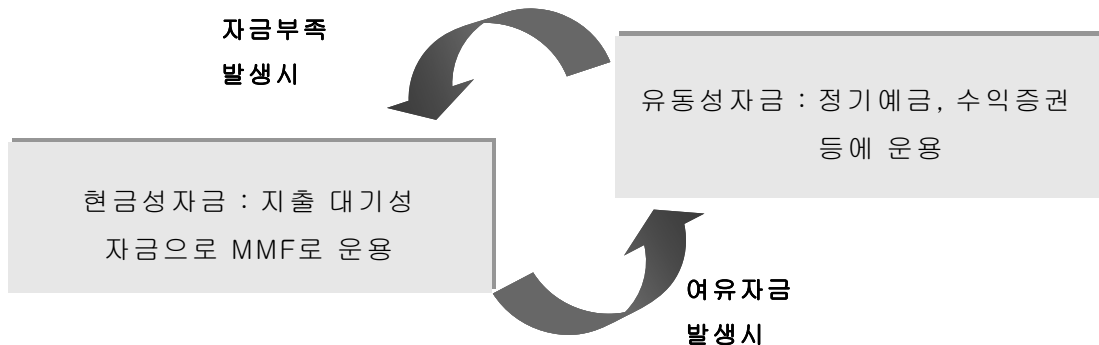 자금부족
발생시
유동성자금 : 정기예금, 수익증권
등에 운용
현금성자금 : 지출 대기성
자금으로 MMF로 운용
여유자금
발생시